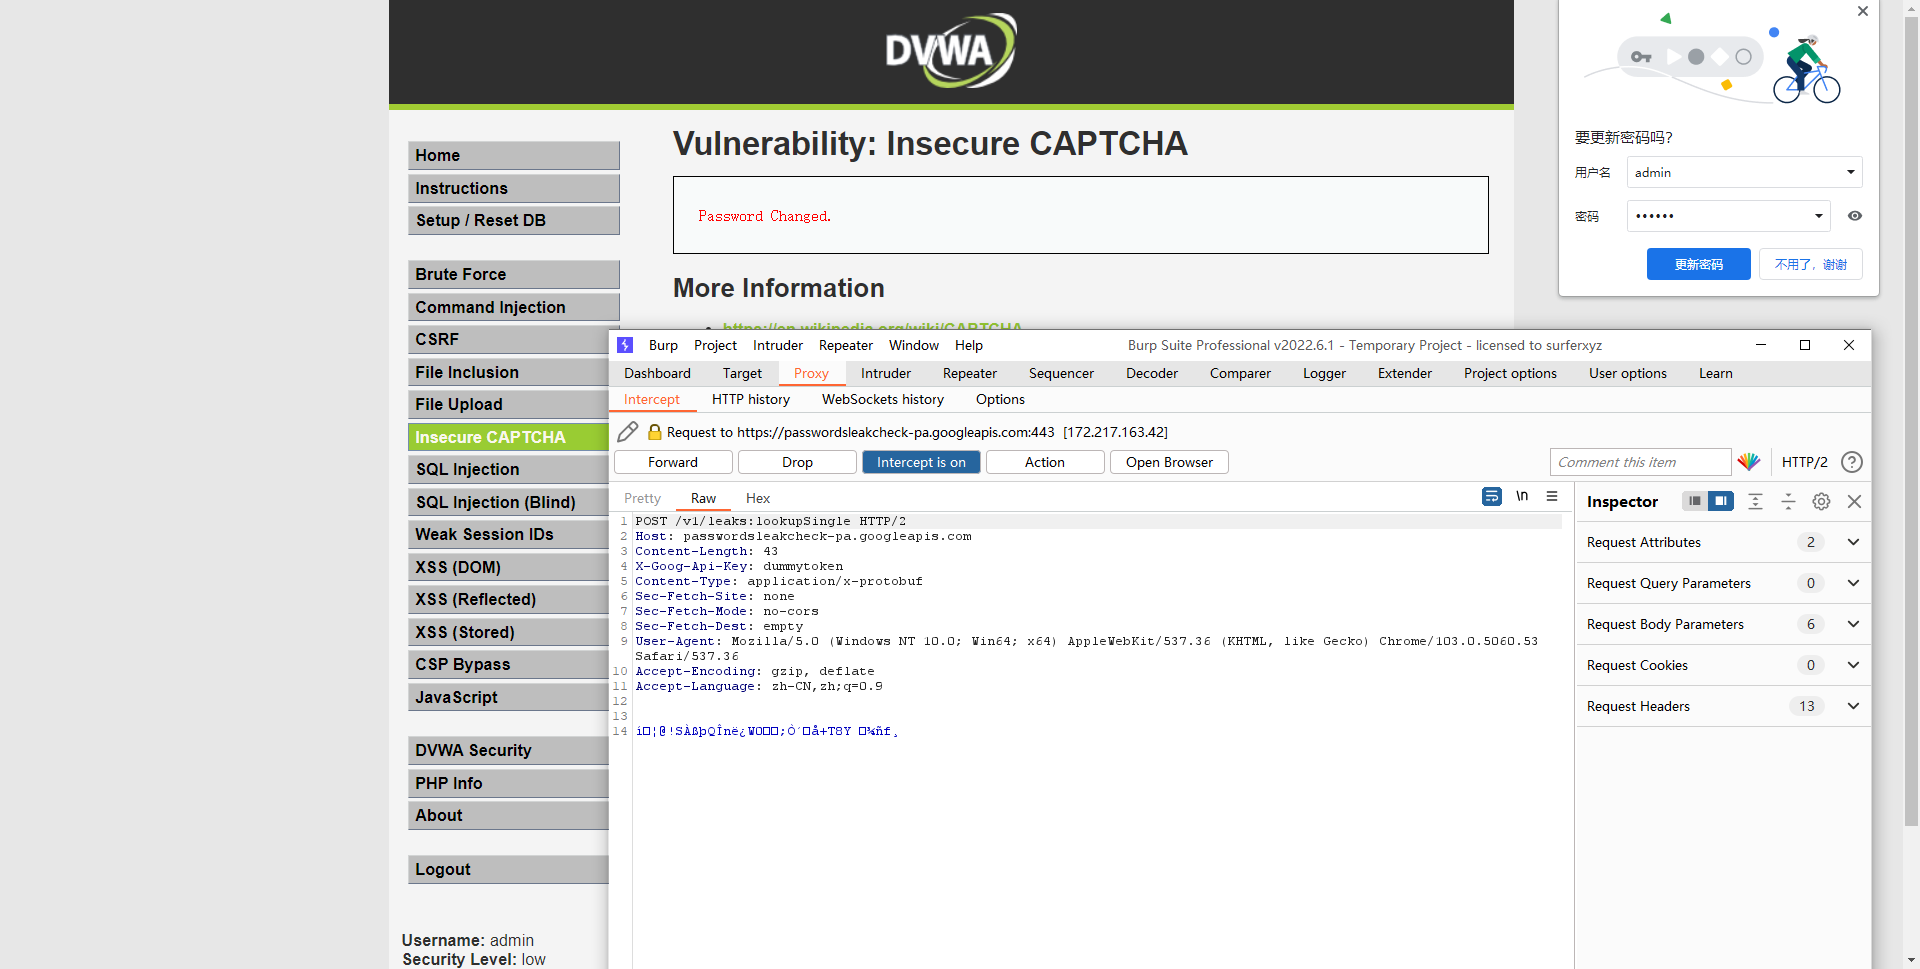 DVWA
Home
Instructions
Setup / Reset DB
Brute Force
Command Injection
CSRF
File Inclusion
File Upload
Insecure CAPTCHA
SQL Injection
SQL Injection (Blind)
Weak Session IDs
XSS (DOM)
XSS (Reflected)
XSS (Stored)
CSP Bypass
JavaScript
DVWA Security
PHP Info
About
Logout
Username: admin
Security Level: low
Vulnerability: Insecure CAPTCHA
Password Changed.
More Information
https://en.wikipedia.org/wiki/CAPTCHA
要更新密码吗?
用户名 admin
密码 ••••••
更新密码 不用了，谢谢
Burp Project Intruder Repeater Window Help
Burp Suite Professional v2022.6.1 - Temporary Project - licensed to surferxyz
Dashboard Target Proxy Intruder Repeater Sequencer Decoder Comparer Logger Extender Project options User options Learn
Intercept HTTP history WebSockets history Options
Request to https://passwordsleakcheck-pa.googleapis.com:443 [172.217.163.42]
Forward Drop Intercept is on Action Open Browser Comment this item HTTP/2 ?
Pretty Raw Hex \n
1 POST /v1/leaks:lookupSingle HTTP/2
2 Host: passwordsleakcheck-pa.googleapis.com
3 Content-Length: 43
4 X-Goog-Api-Key: dummytoken
5 Content-Type: application/x-protobuf
6 Sec-Fetch-Site: none
7 Sec-Fetch-Mode: no-cors
8 Sec-Fetch-Dest: empty
9 User-Agent: Mozilla/5.0 (Windows NT 10.0; Win64; x64) AppleWebKit/537.36 (KHTML, like Gecko) Chrome/103.0.5060.53
Safari/537.36
10 Accept-Encoding: gzip, deflate
11 Accept-Language: zh-CN,zh;q=0.9
12
13
14
Inspector
Request Attributes 2
Request Query Parameters 0
Request Body Parameters 6
Request Cookies 0
Request Headers 13